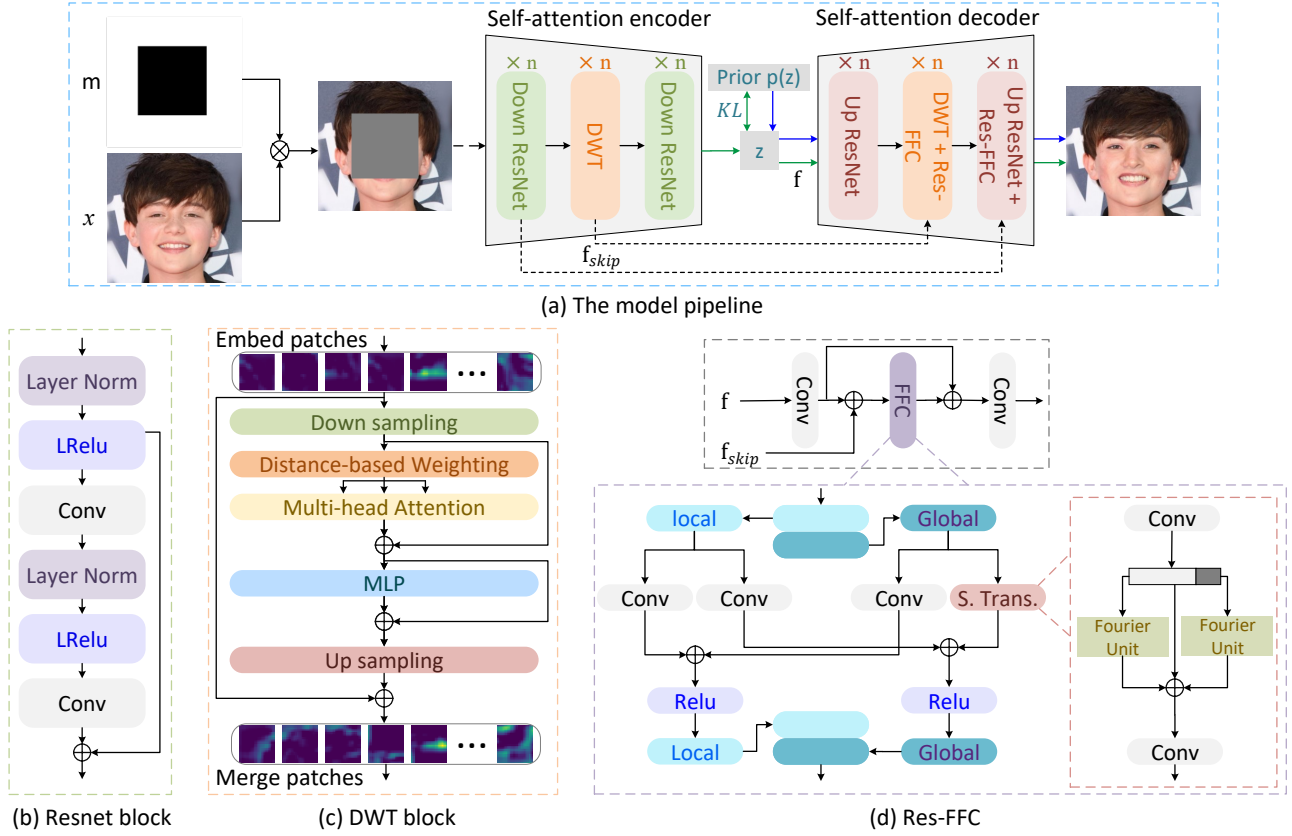 Self-attention encoder
Self-attention decoder
m
x
× n
× n
× n
Down ResNet
DWT
Down ResNet
Prior p(z)
KL
z
f
× n
× n
× n
Up ResNet
DWT + Res-
FFC
Up ResNet +
Res-FFC
f_skip
(a) The model pipeline
Layer Norm
LRelu
Conv
Layer Norm
LRelu
Conv
(b) Resnet block
Embed patches
Down sampling
Distance-based Weighting
Multi-head Attention
MLP
Up sampling
Merge patches
(c) DWT block
f
f_skip
Conv
FFC
Conv
local
Global
Conv
Conv
Conv
S. Trans.
Relu
Relu
Local
Global
Conv
Fourier
Unit
Fourier
Unit
Conv
(d) Res-FFC